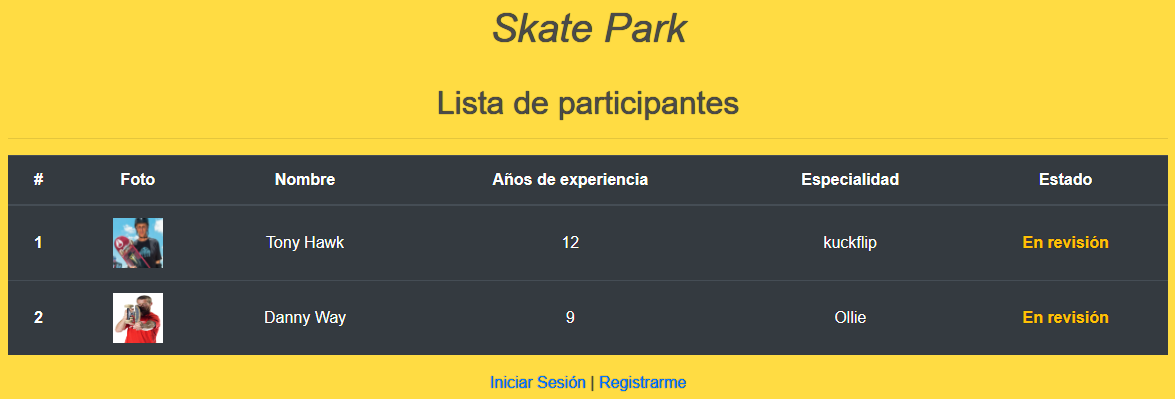 Skate Park
Lista de participantes
# Foto Nombre Años de experiencia Especialidad Estado
1 Tony Hawk 12 kuckflip En revisión
2 Danny Way 9 Ollie En revisión
Iniciar Sesión | Registrarme